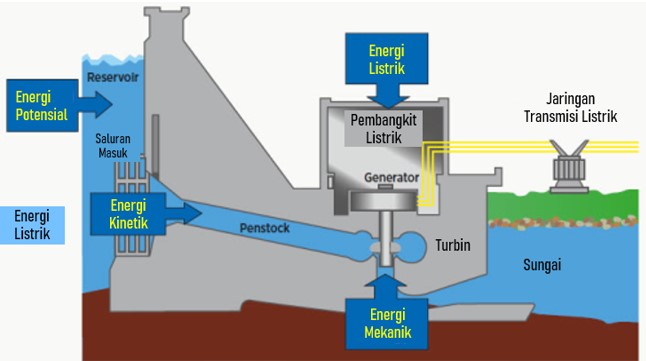 Energi
Listrik
Reservoir
Energi
Potensial
Pembangkit
Listrik
Jaringan
Transmisi Listrik
Saluran
Masuk
Generator
Energi
Kinetik
Energi
Listrik
Penstock
Turbin
Sungai
Energi
Mekanik